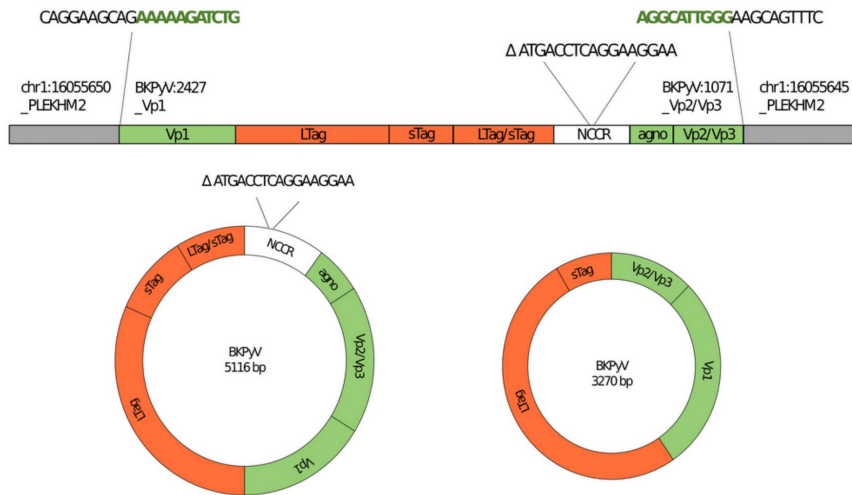 CAGGAAGCAGAAAAAGATCTG
AGGCATTGGGAAGCAGTTTC
Δ ATGACCTCAGGAAGGAA
chr1:16055650
_PLEKHM2
BKPyV:2427
_Vp1
BKPyV:1071
_Vp2/Vp3
chr1:16055645
_PLEKHM2
Vp1
LTag
sTag
LTag/sTag
NCCR
agno
Vp2/Vp3
Δ ATGACCTCAGGAAGGAA
NCCR
LTag/sTag
sTag
agno
Vp2/Vp3
BKPyV
5116 bp
LTag
Vp1
sTag
Vp2/Vp3
Vp1
BKPyV
3270 bp
LTag